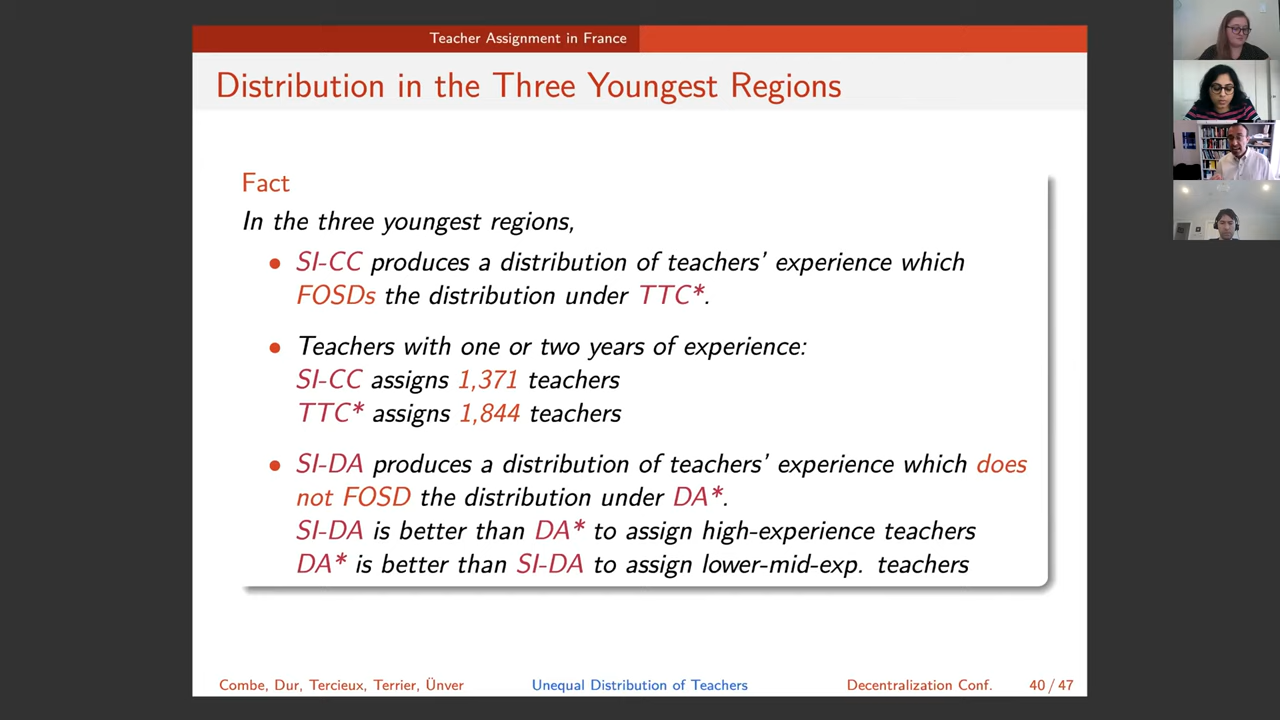 Teacher Assignment in France
Distribution in the Three Youngest Regions
Fact
In the three youngest regions,
• SI-CC produces a distribution of teachers' experience which
FOSDs the distribution under TTC*.
• Teachers with one or two years of experience:
SI-CC assigns 1,371 teachers
TTC* assigns 1,844 teachers
• SI-DA produces a distribution of teachers' experience which does
not FOSD the distribution under DA*.
SI-DA is better than DA* to assign high-experience teachers
DA* is better than SI-DA to assign lower-mid-exp. teachers
Combe, Dur, Tercieux, Terrier, Ünver Unequal Distribution of Teachers Decentralization Conf. 40 / 47